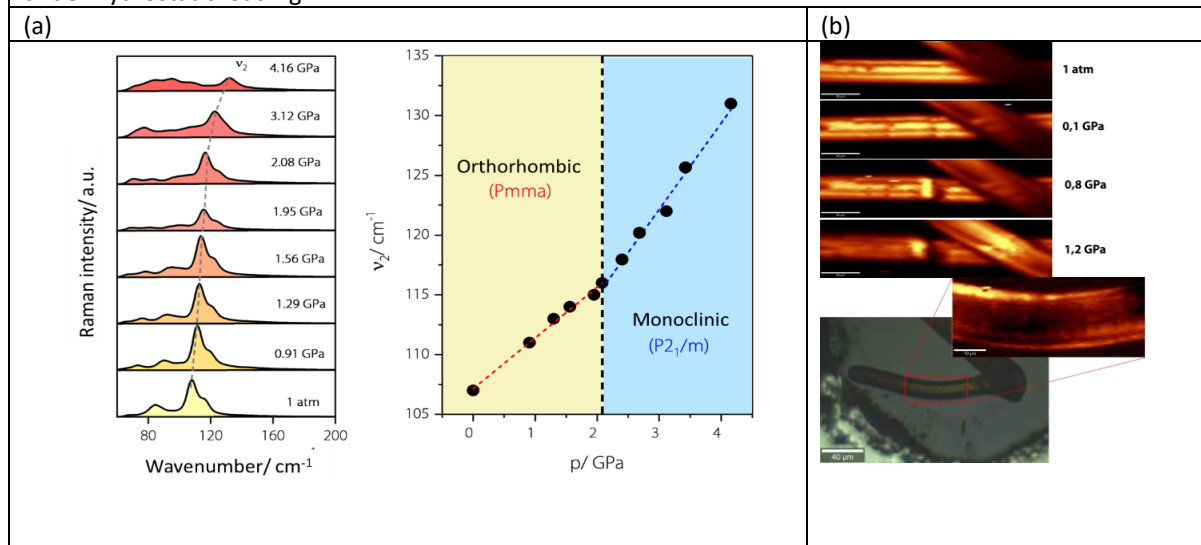 (a)
(b)
ν2
4.16 GPa
3.12 GPa
2.08 GPa
1.95 GPa
1.56 GPa
1.29 GPa
0.91 GPa
1 atm
Raman intensity/ a.u.
80 120 160 200
Wavenumber/ cm-1
135
130
125
120
115
110
105
ν2/ cm-1
Orthorhombic
(Pmma)
Monoclinic
(P21/m)
0 1 2 3 4
p/ GPa
1 atm
0,1 GPa
0,8 GPa
1,2 GPa
40 µm